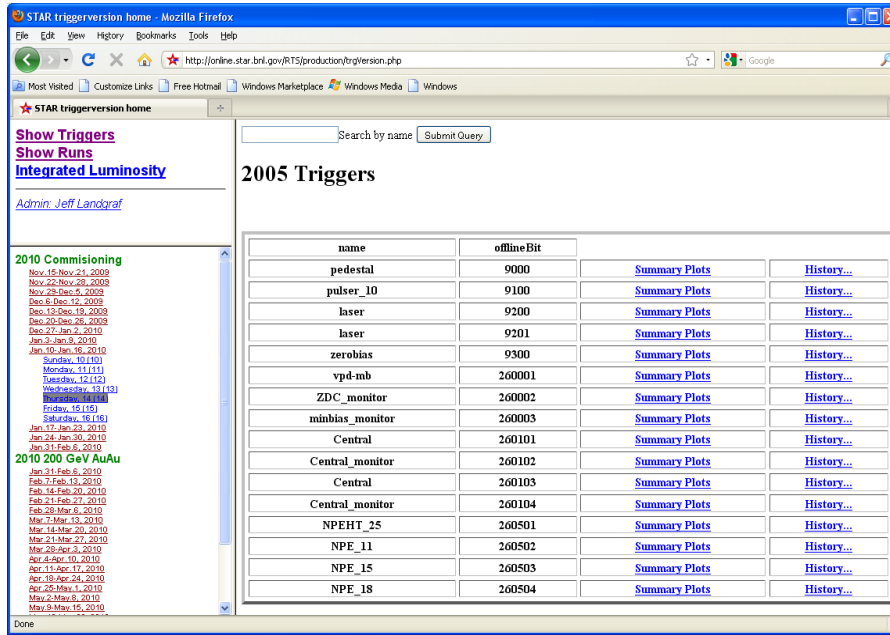 STAR triggerversion home - Mozilla Firefox
File Edit View History Bookmarks Tools Help
http://online.star.bnl.gov/RTS/production/trgVersion.php
Google
Most Visited Customize Links Free Hotmail Windows Marketplace Windows Media Windows
STAR triggerversion home
Show Triggers
Show Runs
Integrated Luminosity
Admin: Jeff Landgraf
2010 Commisioning
Nov.15-Nov.21, 2009
Nov.22-Nov.28, 2009
Nov.29-Dec.5, 2009
Dec.6-Dec.12, 2009
Dec.13-Dec.19, 2009
Dec.20-Dec.26, 2009
Dec.27-Jan.2, 2010
Jan.3-Jan.9, 2010
Jan.10-Jan.16, 2010
Sunday, 10 (10)
Monday, 11 (11)
Tuesday, 12 (12)
Wednesday, 13 (13)
Thursday, 14 (14)
Friday, 15 (15)
Saturday, 16 (16)
Jan.17-Jan.23, 2010
Jan.24-Jan.30, 2010
Jan.31-Feb.6, 2010
2010 200 GeV AuAu
Jan.31-Feb.6, 2010
Feb.7-Feb.13, 2010
Feb.14-Feb.20, 2010
Feb.21-Feb.27, 2010
Feb.28-Mar.6, 2010
Mar.7-Mar.13, 2010
Mar.14-Mar.20, 2010
Mar.21-Mar.27, 2010
Mar.28-Apr.3, 2010
Apr.4-Apr.10, 2010
Apr.11-Apr.17, 2010
Apr.18-Apr.24, 2010
Apr.25-May.1, 2010
May.2-May.8, 2010
May.9-May.15, 2010
Search by name Submit Query
2005 Triggers
name offlineBit
pedestal 9000 Summary Plots History...
pulser_10 9100 Summary Plots History...
laser 9200 Summary Plots History...
laser 9201 Summary Plots History...
zerobias 9300 Summary Plots History...
vpd-mb 260001 Summary Plots History...
ZDC_monitor 260002 Summary Plots History...
minbias_monitor 260003 Summary Plots History...
Central 260101 Summary Plots History...
Central_monitor 260102 Summary Plots History...
Central 260103 Summary Plots History...
Central_monitor 260104 Summary Plots History...
NPEHT_25 260501 Summary Plots History...
NPE_11 260502 Summary Plots History...
NPE_15 260503 Summary Plots History...
NPE_18 260504 Summary Plots History...
Done